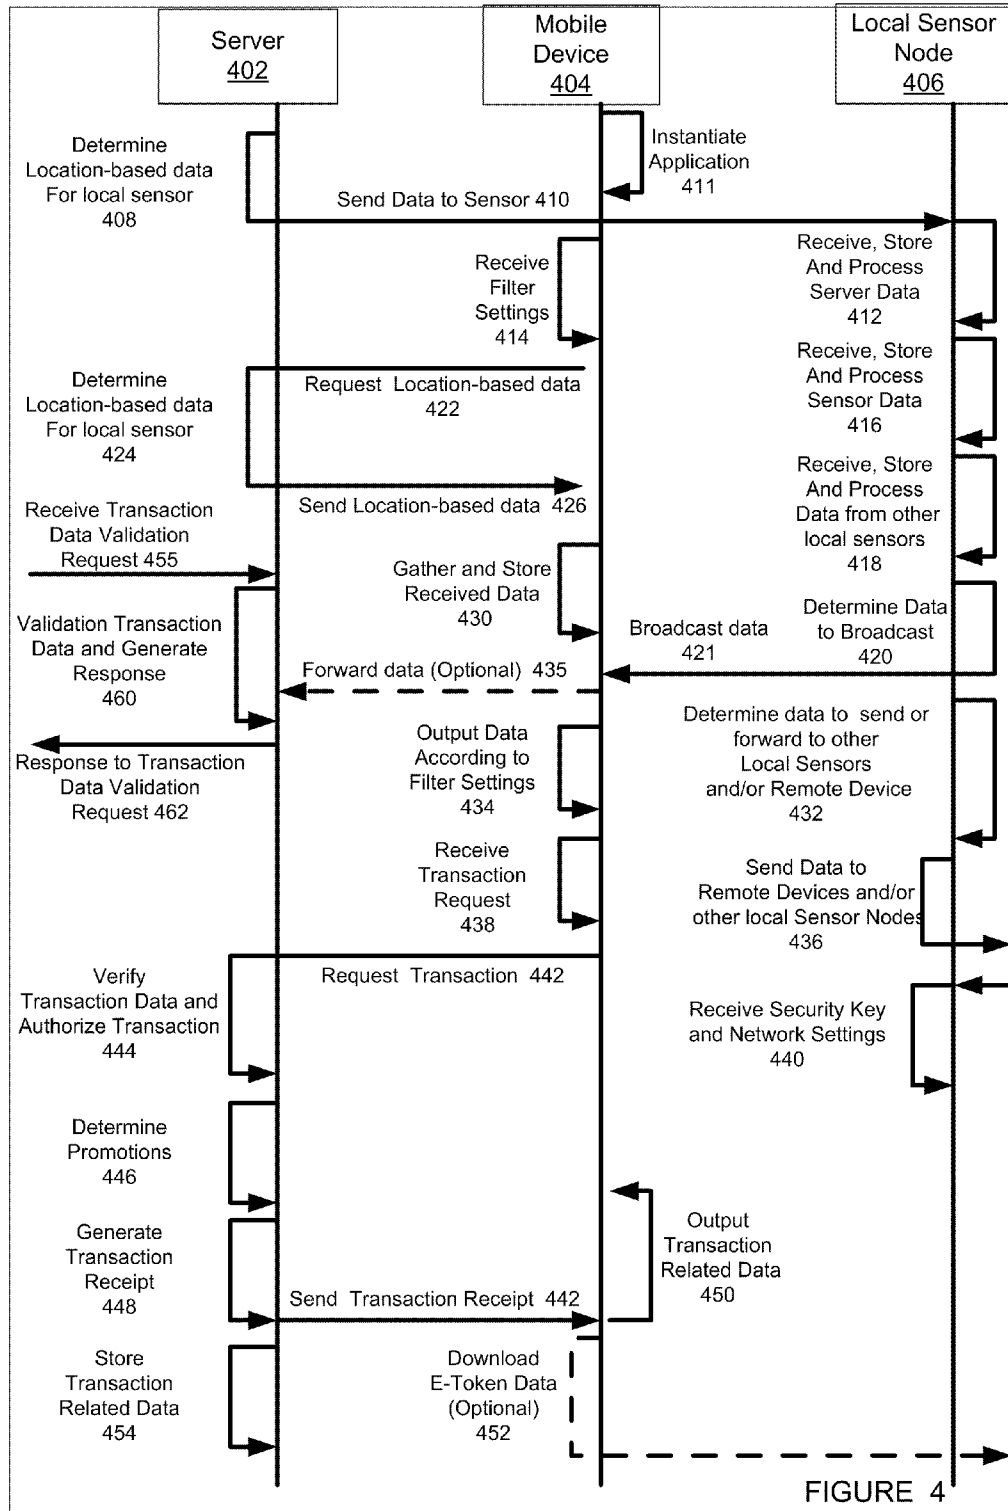 Server
402
Mobile
Device
404
Local Sensor
Node
406
Determine
Location-based data
For local sensor
408
Instantiate
Application
411
Send Data to Sensor 410
Receive, Store
And Process
Server Data
412
Receive
Filter
Settings
414
Receive, Store
And Process
Sensor Data
416
Determine
Location-based data
For local sensor
424
Request Location-based data
422
Receive, Store
And Process
Data from other
local sensors
418
Send Location-based data 426
Receive Transaction
Data Validation
Request 455
Gather and Store
Received Data
430
Determine Data
to Broadcast
420
Broadcast data
421
Validation Transaction
Data and Generate
Response
460
Forward data (Optional) 435
Determine data to send or
forward to other
Local Sensors
and/or Remote Device
432
Output Data
According to
Filter Settings
434
Response to Transaction
Data Validation
Request 462
Receive
Transaction
Request
438
Send Data to
Remote Devices and/or
other local Sensor Nodes
436
Request Transaction 442
Verify
Transaction Data and
Authorize Transaction
444
Receive Security Key
and Network Settings
440
Determine
Promotions
446
Generate
Transaction
Receipt
448
Output
Transaction
Related Data
450
Send Transaction Receipt 442
Store
Transaction
Related Data
454
Download
E-Token Data
(Optional)
452
FIGURE 4